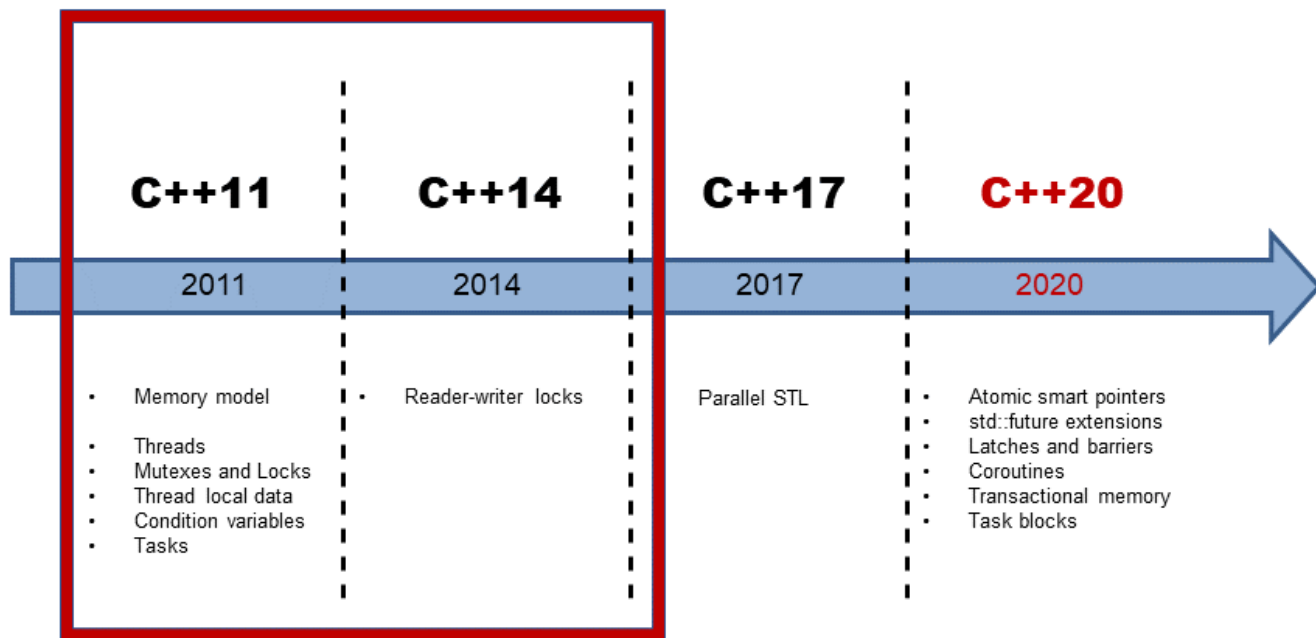 C++11
C++14
C++17
C++20
2011
2014
2017
2020
• Memory model
• Threads
• Mutexes and Locks
• Thread local data
• Condition variables
• Tasks
• Reader-writer locks
Parallel STL
• Atomic smart pointers
• std::future extensions
• Latches and barriers
• Coroutines
• Transactional memory
• Task blocks